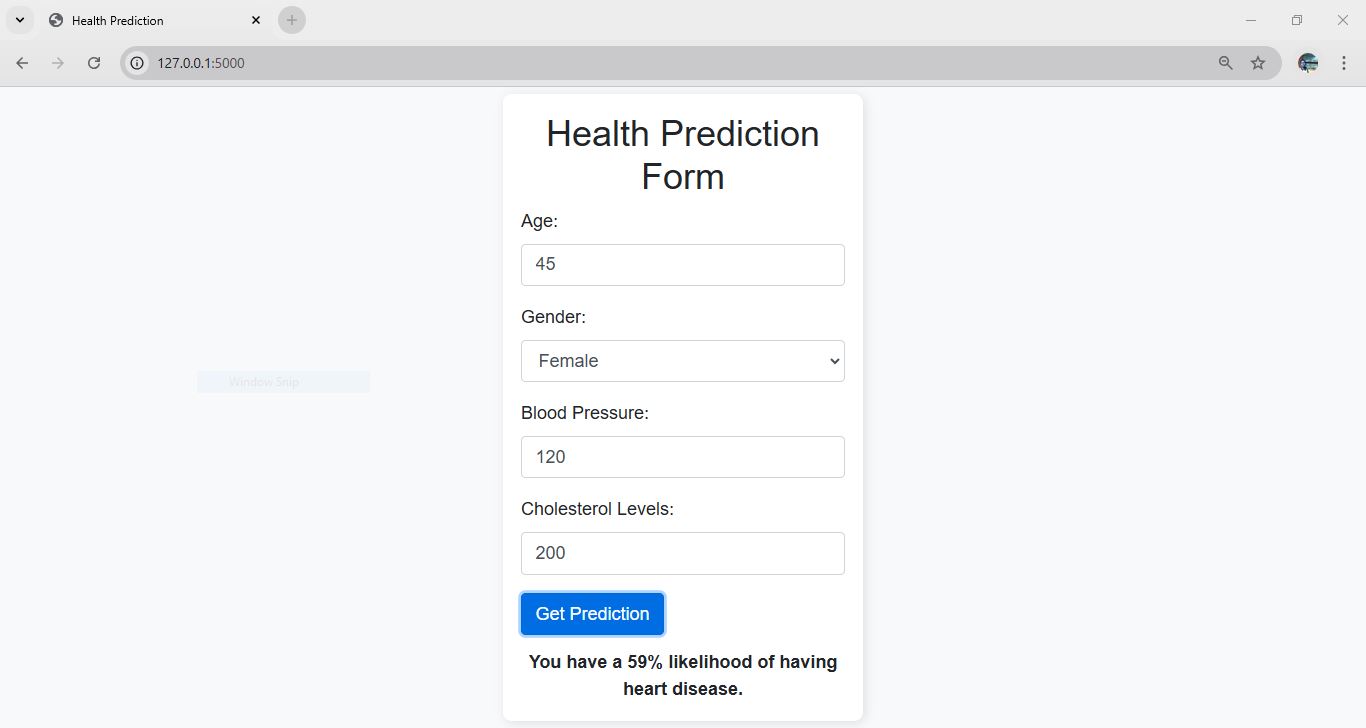 Health Prediction
127.0.0.1:5000
Health Prediction
Form
Age:
45
Gender:
Female
Window Snip
Blood Pressure:
120
Cholesterol Levels:
200
Get Prediction
You have a 59% likelihood of having
heart disease.